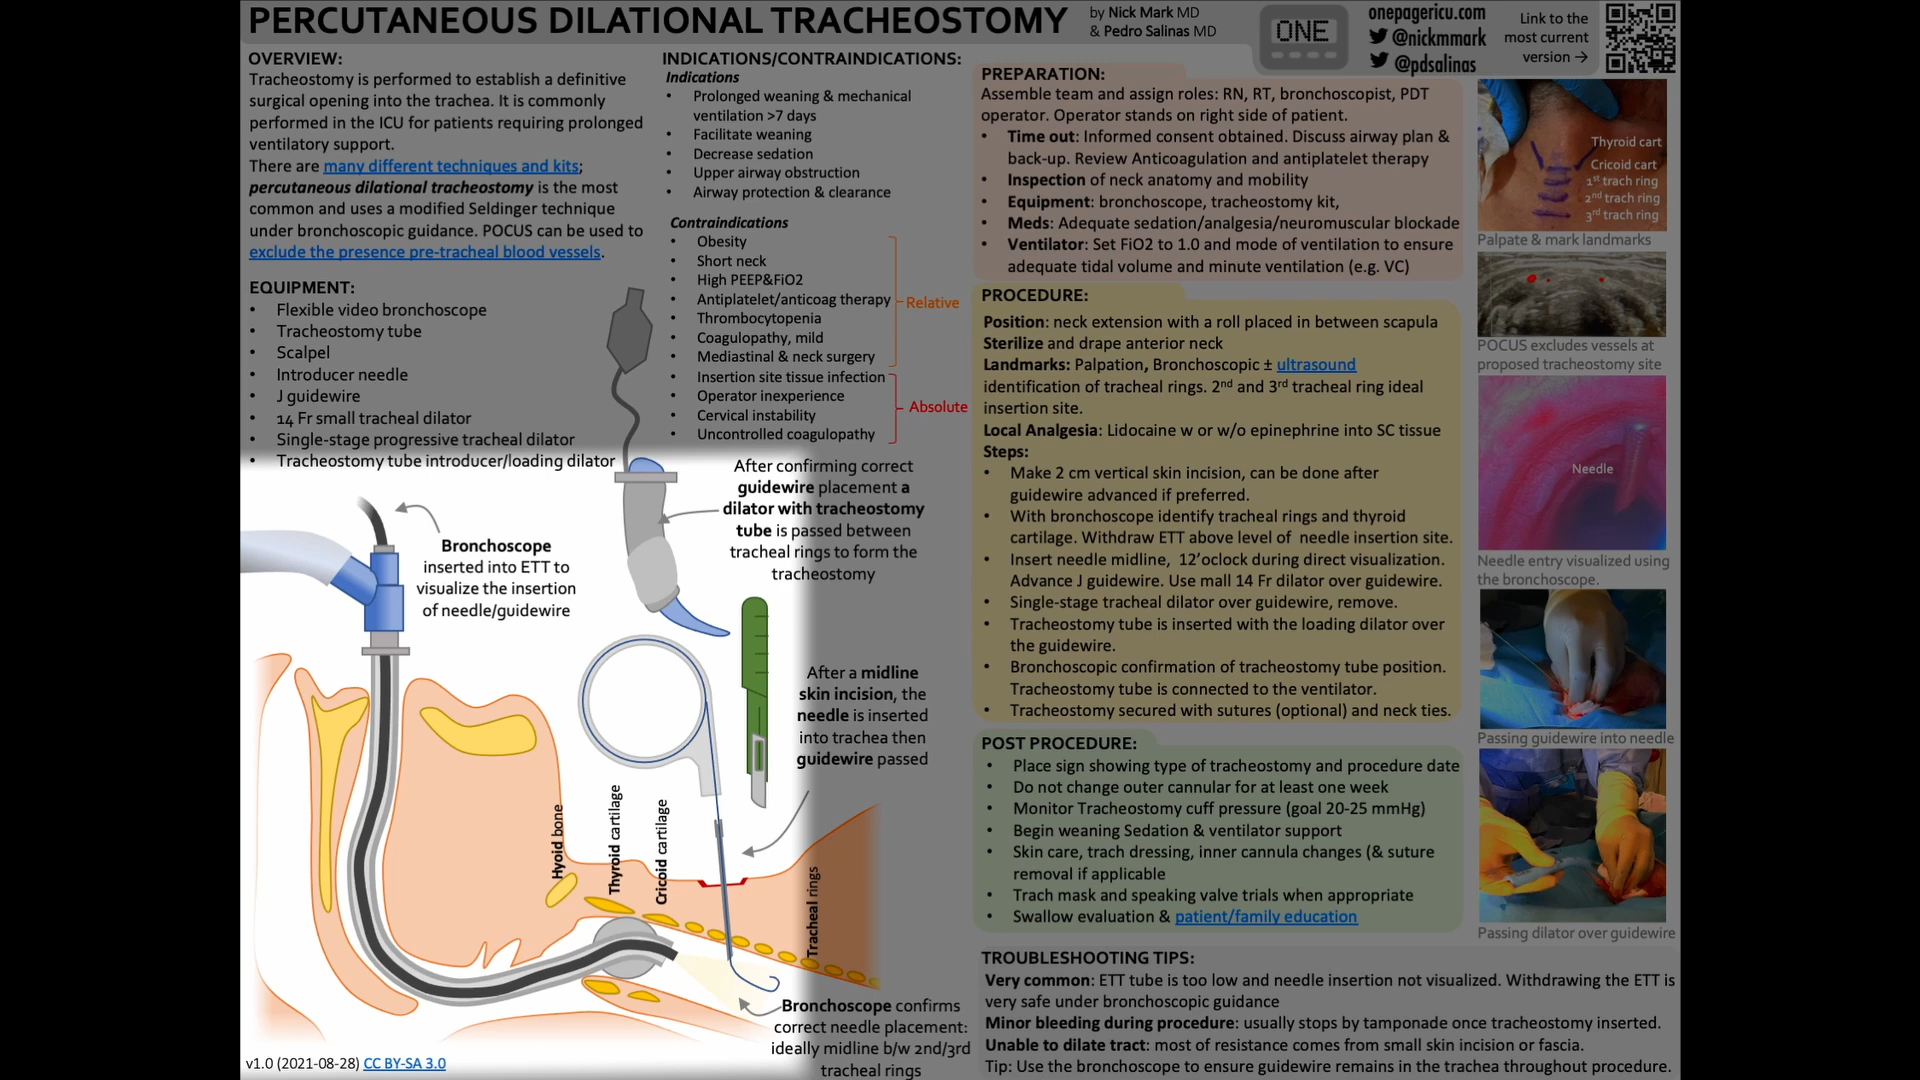 PERCUTANEOUS DILATIONAL TRACHEOSTOMY
by Nick Mark MD
& Pedro Salinas MD
ONE
onepagericu.com
@nickmmark
@pdsalinas
Link to the
most current
version →
OVERVIEW:
Tracheostomy is performed to establish a definitive
surgical opening into the trachea. It is commonly
performed in the ICU for patients requiring prolonged
ventilatory support.
There are many different techniques and kits;
percutaneous dilational tracheostomy is the most
common and uses a modified Seldinger technique
under bronchoscopic guidance. POCUS can be used to
exclude the presence pre-tracheal blood vessels.
EQUIPMENT:
• Flexible video bronchoscope
• Tracheostomy tube
• Scalpel
• Introducer needle
• J guidewire
• 14 Fr small tracheal dilator
• Single-stage progressive tracheal dilator
• Tracheostomy tube introducer/loading dilator
INDICATIONS/CONTRAINDICATIONS:
Indications
• Prolonged weaning & mechanical
ventilation >7 days
• Facilitate weaning
• Decrease sedation
• Upper airway obstruction
• Airway protection & clearance
Contraindications
• Obesity
• Short neck
• High PEEP&FiO2
• Antiplatelet/anticoag therapy
• Thrombocytopenia
• Coagulopathy, mild
• Mediastinal & neck surgery
Relative
• Insertion site tissue infection
• Operator inexperience
• Cervical instability
• Uncontrolled coagulopathy
Absolute
Bronchoscope
inserted into ETT to
visualize the insertion
of needle/guidewire
After confirming correct
guidewire placement a
dilator with tracheostomy
tube is passed between
tracheal rings to form the
tracheostomy
After a midline
skin incision, the
needle is inserted
into trachea then
guidewire passed
Hyoid bone
Thyroid cartilage
Cricoid cartilage
Tracheal rings
Bronchoscope confirms
correct needle placement:
ideally midline b/w 2nd/3rd
tracheal rings
v1.0 (2021-08-28) CC BY-SA 3.0
PREPARATION:
Assemble team and assign roles: RN, RT, bronchoscopist, PDT
operator. Operator stands on right side of patient.
• Time out: Informed consent obtained. Discuss airway plan &
back-up. Review Anticoagulation and antiplatelet therapy
• Inspection of neck anatomy and mobility
• Equipment: bronchoscope, tracheostomy kit,
• Meds: Adequate sedation/analgesia/neuromuscular blockade
• Ventilator: Set FiO2 to 1.0 and mode of ventilation to ensure
adequate tidal volume and minute ventilation (e.g. VC)
PROCEDURE:
Position: neck extension with a roll placed in between scapula
Sterilize and drape anterior neck
Landmarks: Palpation, Bronchoscopic ± ultrasound
identification of tracheal rings. 2nd and 3rd tracheal ring ideal
insertion site.
Local Analgesia: Lidocaine w or w/o epinephrine into SC tissue
Steps:
• Make 2 cm vertical skin incision, can be done after
guidewire advanced if preferred.
• With bronchoscope identify tracheal rings and thyroid
cartilage. Withdraw ETT above level of needle insertion site.
• Insert needle midline, 12'oclock during direct visualization.
Advance J guidewire. Use mall 14 Fr dilator over guidewire.
• Single-stage tracheal dilator over guidewire, remove.
• Tracheostomy tube is inserted with the loading dilator over
the guidewire.
• Bronchoscopic confirmation of tracheostomy tube position.
Tracheostomy tube is connected to the ventilator.
• Tracheostomy secured with sutures (optional) and neck ties.
POST PROCEDURE:
• Place sign showing type of tracheostomy and procedure date
• Do not change outer cannular for at least one week
• Monitor Tracheostomy cuff pressure (goal 20-25 mmHg)
• Begin weaning Sedation & ventilator support
• Skin care, trach dressing, inner cannula changes (& suture
removal if applicable
• Trach mask and speaking valve trials when appropriate
• Swallow evaluation & patient/family education
TROUBLESHOOTING TIPS:
Very common: ETT tube is too low and needle insertion not visualized. Withdrawing the ETT is
very safe under bronchoscopic guidance
Minor bleeding during procedure: usually stops by tamponade once tracheostomy inserted.
Unable to dilate tract: most of resistance comes from small skin incision or fascia.
Tip: Use the bronchoscope to ensure guidewire remains in the trachea throughout procedure.
Thyroid cart
Cricoid cart
1st trach ring
2nd trach ring
3rd trach ring
Palpate & mark landmarks
POCUS excludes vessels at
proposed tracheostomy site
Needle
Needle entry visualized using
the bronchoscope.
Passing guidewire into needle
Passing dilator over guidewire